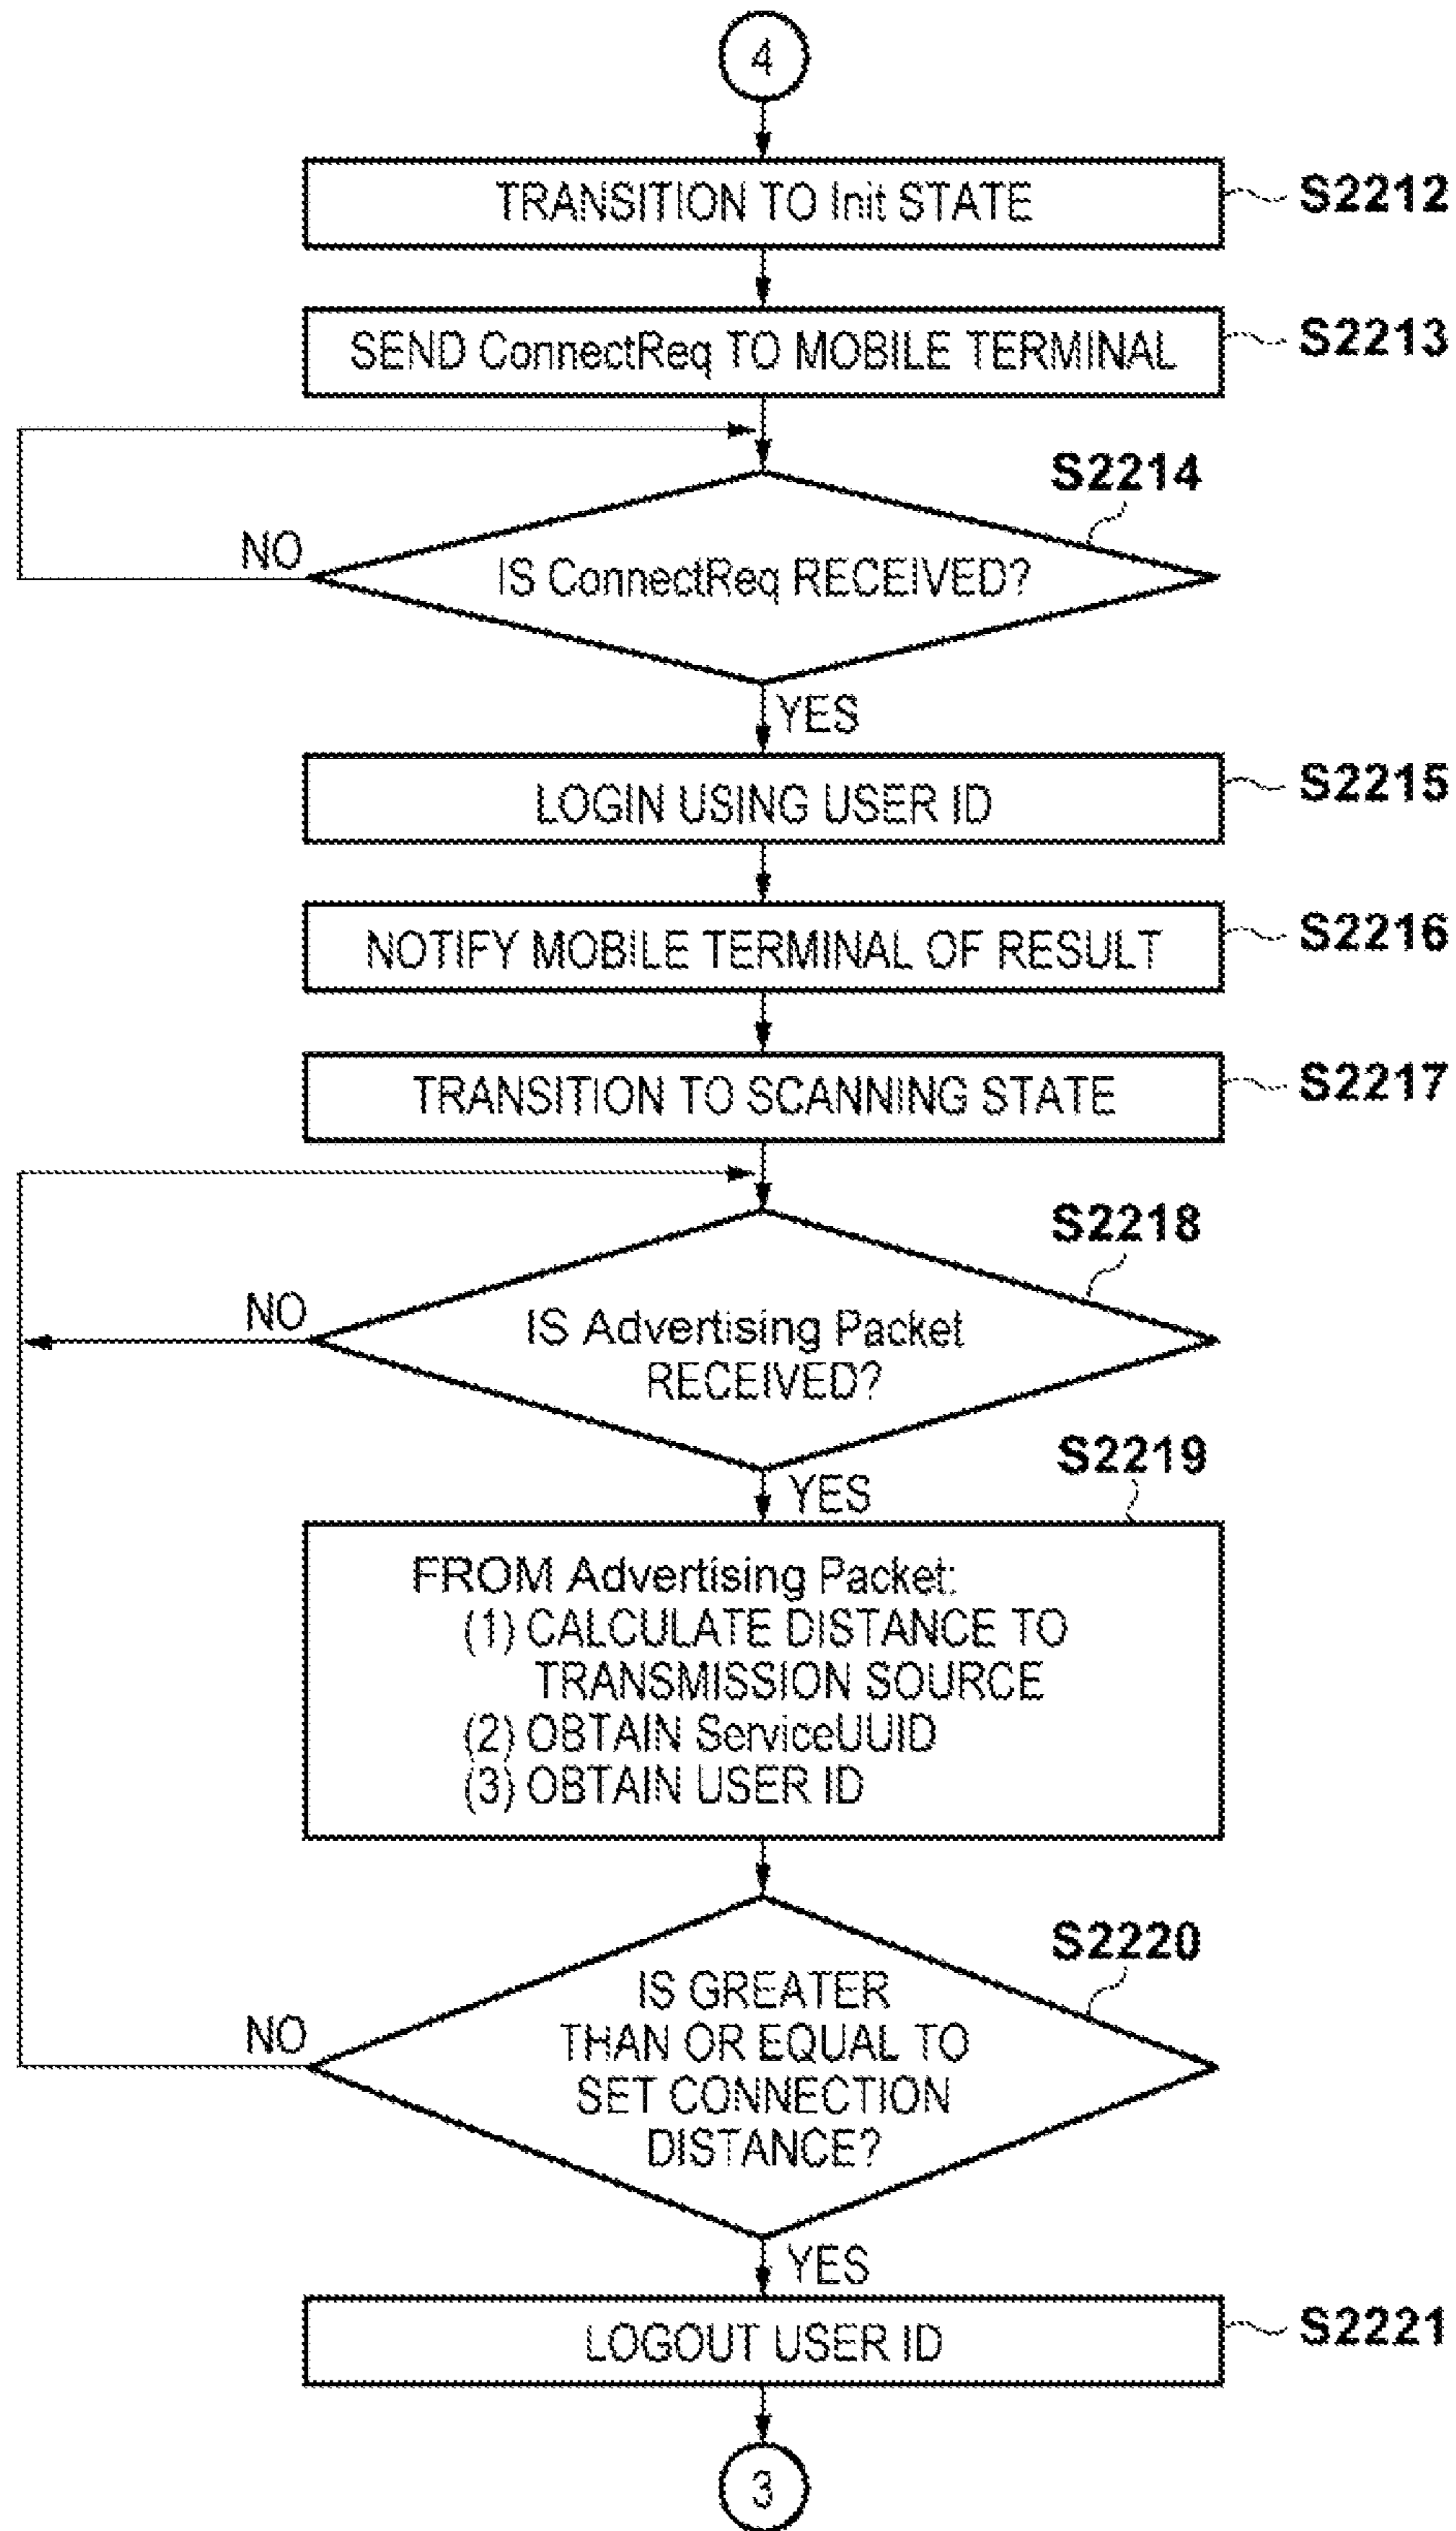 4
TRANSITION TO Init STATE
S2212
SEND ConnectReq TO MOBILE TERMINAL
S2213
S2214
NO
IS ConnectReq RECEIVED?
YES
LOGIN USING USER ID
S2215
NOTIFY MOBILE TERMINAL OF RESULT
S2216
TRANSITION TO SCANNING STATE
S2217
S2218
NO
IS Advertising Packet
RECEIVED?
YES
S2219
FROM Advertising Packet:
(1) CALCULATE DISTANCE TO
TRANSMISSION SOURCE
(2) OBTAIN ServiceUUID
(3) OBTAIN USER ID
S2220
NO
IS GREATER
THAN OR EQUAL TO
SET CONNECTION
DISTANCE?
YES
LOGOUT USER ID
S2221
3